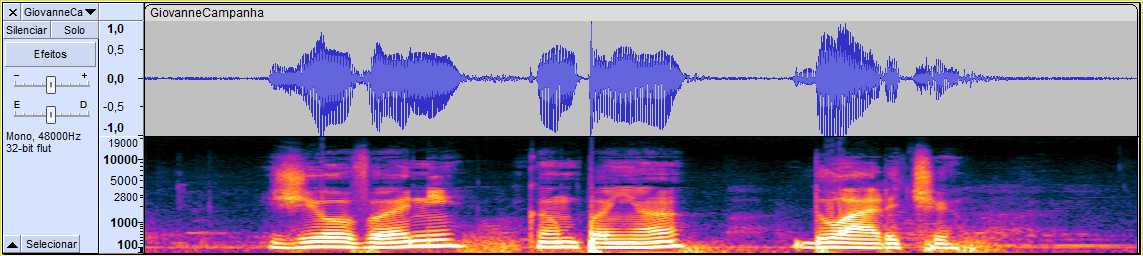 GiovanneCa
GiovanneCampanha
Silenciar
Solo
Efeitos
- +
E D
Mono, 48000Hz
32-bit flut
Selecionar
1,0
0,5
0,0
-0,5
-1,0
19000
10000
5000
2800
1000
100